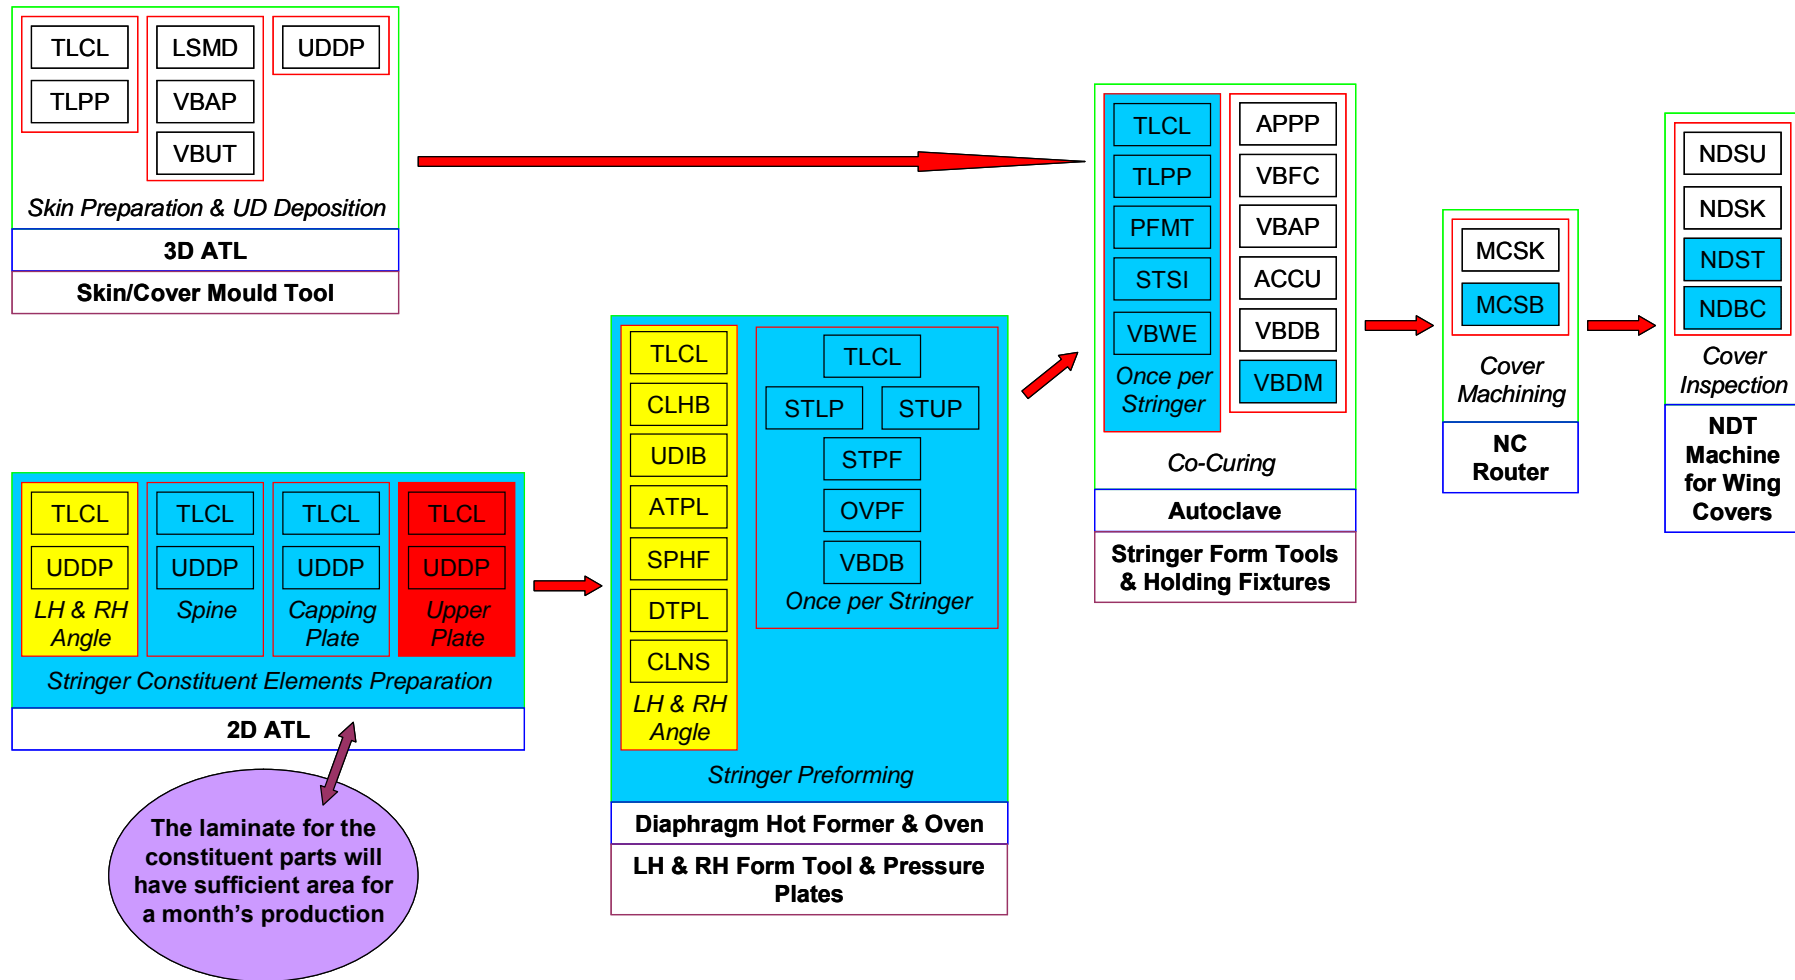 TLCL
TLPP
LSMD
VBAP
VBUT
UDDP
Skin Preparation & UD Deposition
3D ATL
Skin/Cover Mould Tool
TLCL
UDDP
LH & RH
Angle
TLCL
UDDP
Spine
TLCL
UDDP
Capping
Plate
TLCL
UDDP
Upper
Plate
Stringer Constituent Elements Preparation
2D ATL
The laminate for the
constituent parts will
have sufficient area for
a month's production
TLCL
CLHB
UDIB
ATPL
SPHF
DTPL
CLNS
LH & RH
Angle
TLCL
STLP
STUP
STPF
OVPF
VBDB
Once per Stringer
Stringer Preforming
Diaphragm Hot Former & Oven
LH & RH Form Tool & Pressure
Plates
TLCL
TLPP
PFMT
STSI
VBWE
Once per
Stringer
APPP
VBFC
VBAP
ACCU
VBDB
VBDM
Co-Curing
Autoclave
Stringer Form Tools
& Holding Fixtures
MCSK
MCSB
Cover
Machining
NC
Router
NDSU
NDSK
NDST
NDBC
Cover
Inspection
NDT
Machine
for Wing
Covers